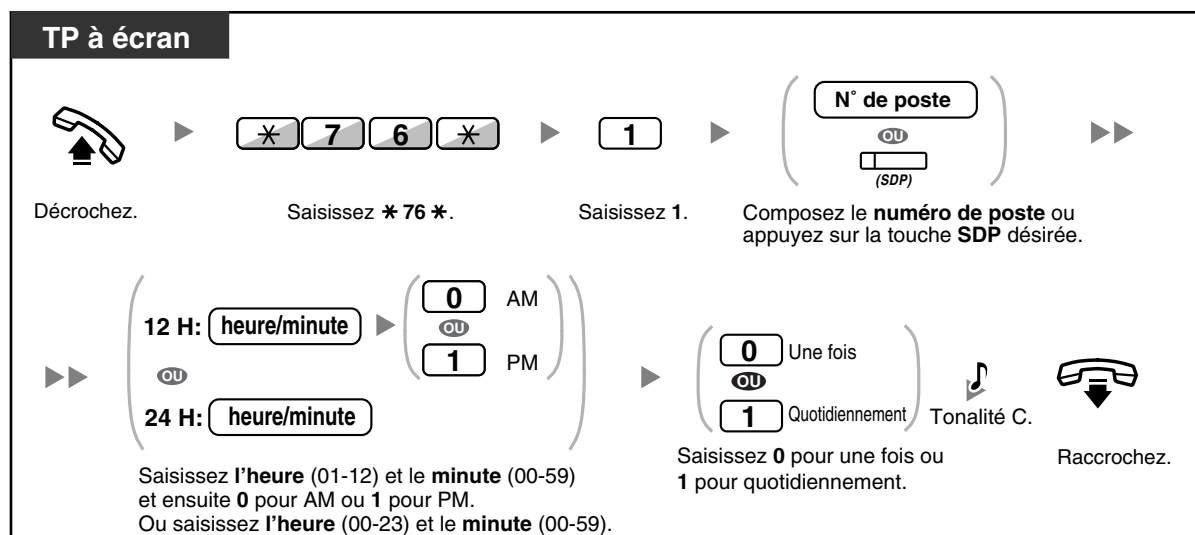 TP à écran
N° de poste
OU
(SDP)
✱ 7 6 ✱
1
Décrochez.
Saisissez ✱ 76 ✱.
Saisissez 1.
Composez le numéro de poste ou
appuyez sur la touche SDP désirée.
12 H: heure/minute
0 AM
OU
1 PM
OU
24 H: heure/minute
Saisissez l'heure (01-12) et le minute (00-59)
et ensuite 0 pour AM ou 1 pour PM.
Ou saisissez l'heure (00-23) et le minute (00-59).
0 Une fois
OU
1 Quotidiennement
Saisissez 0 pour une fois ou
1 pour quotidiennement.
Tonalité C.
Raccrochez.